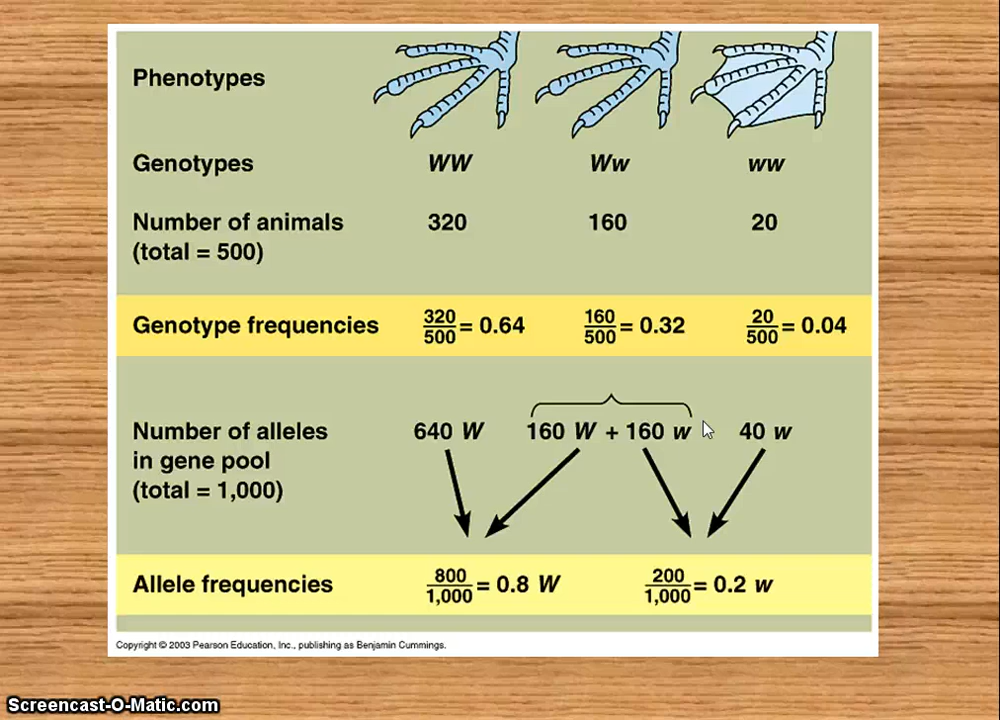 Phenotypes
Genotypes WW Ww ww
Number of animals 320 160 20
(total = 500)
Genotype frequencies 320/500 = 0.64 160/500 = 0.32 20/500 = 0.04
Number of alleles 640 W 160 W + 160 w 40 w
in gene pool
(total = 1,000)
Allele frequencies 800/1,000 = 0.8 W 200/1,000 = 0.2 w
Copyright © 2003 Pearson Education, Inc., publishing as Benjamin Cummings.
Screencast-O-Matic.com